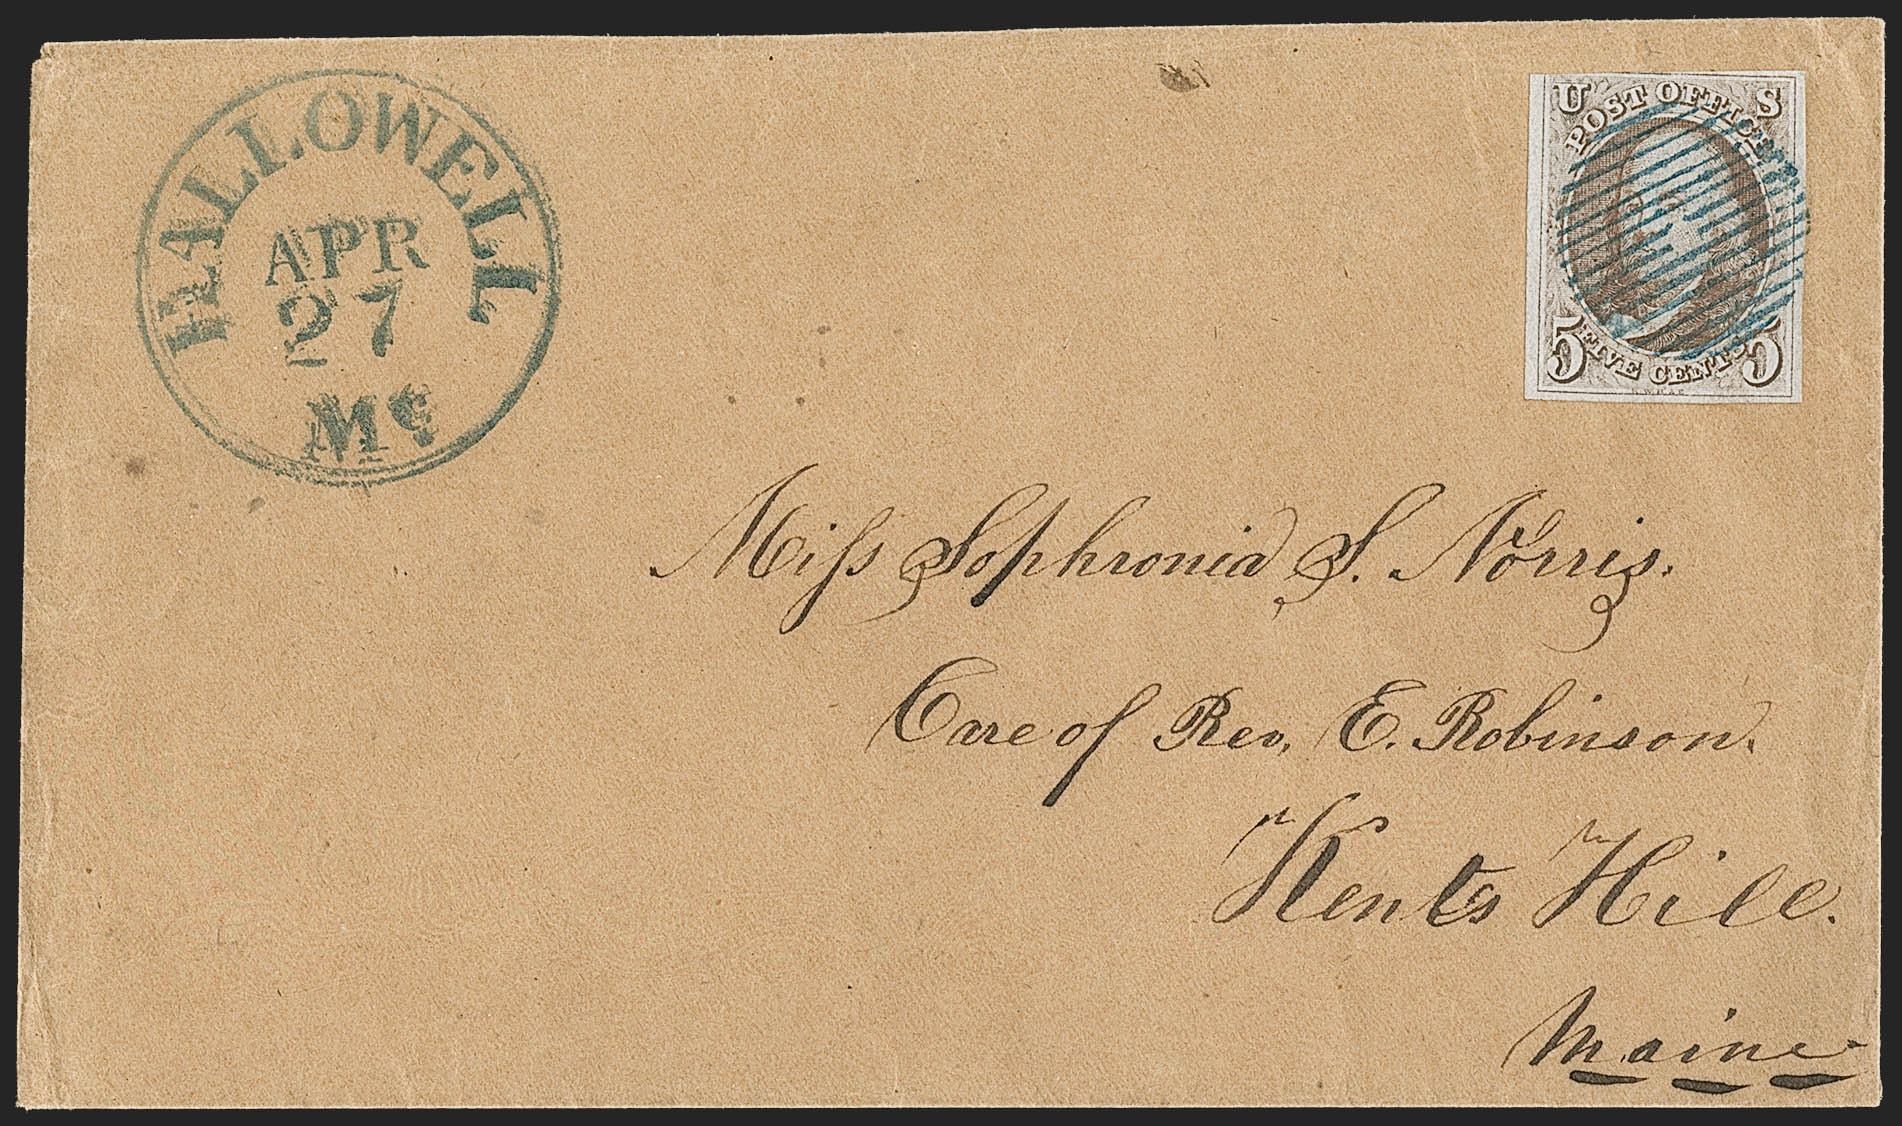 HALLOWELL
APR
27
Me
U S
POST OFFICE
5 FIVE CENTS 5
Miſs Sophronia S. Norris.
Care of Rev. E. Robinson.
Kents Hill.
Maine